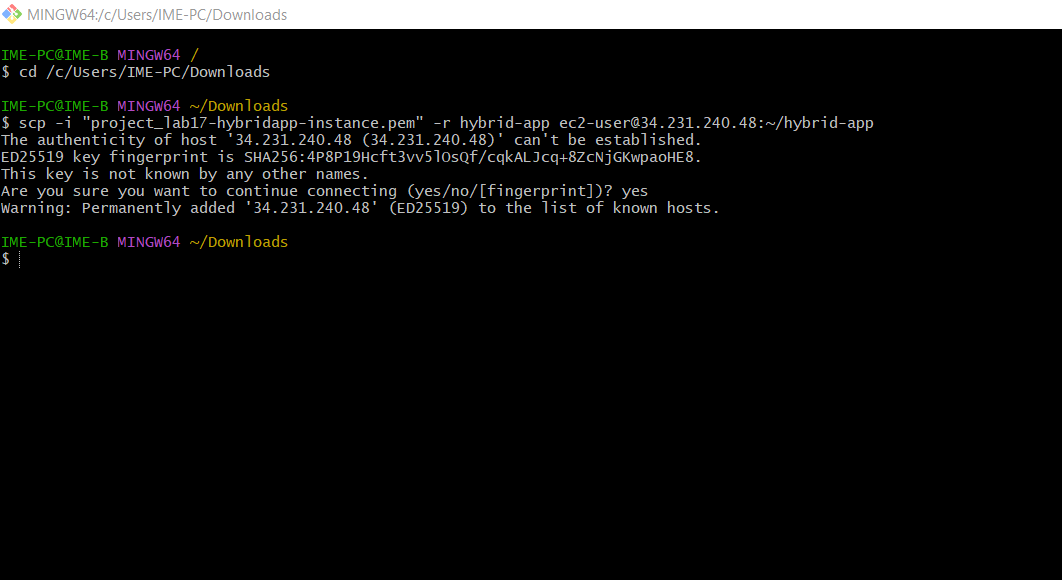 MINGW64:/c/Users/IME-PC/Downloads
IME-PC@IME-B MINGW64 /
$ cd /c/Users/IME-PC/Downloads
IME-PC@IME-B MINGW64 ~/Downloads
$ scp -i "project_lab17-hybridapp-instance.pem" -r hybrid-app ec2-user@34.231.240.48:~/hybrid-app
The authenticity of host '34.231.240.48 (34.231.240.48)' can't be established.
ED25519 key fingerprint is SHA256:4P8P19Hcft3vv5lOsQf/cqkALJcq+8ZcNjGKwpaoHE8.
This key is not known by any other names.
Are you sure you want to continue connecting (yes/no/[fingerprint])? yes
Warning: Permanently added '34.231.240.48' (ED25519) to the list of known hosts.
IME-PC@IME-B MINGW64 ~/Downloads
$